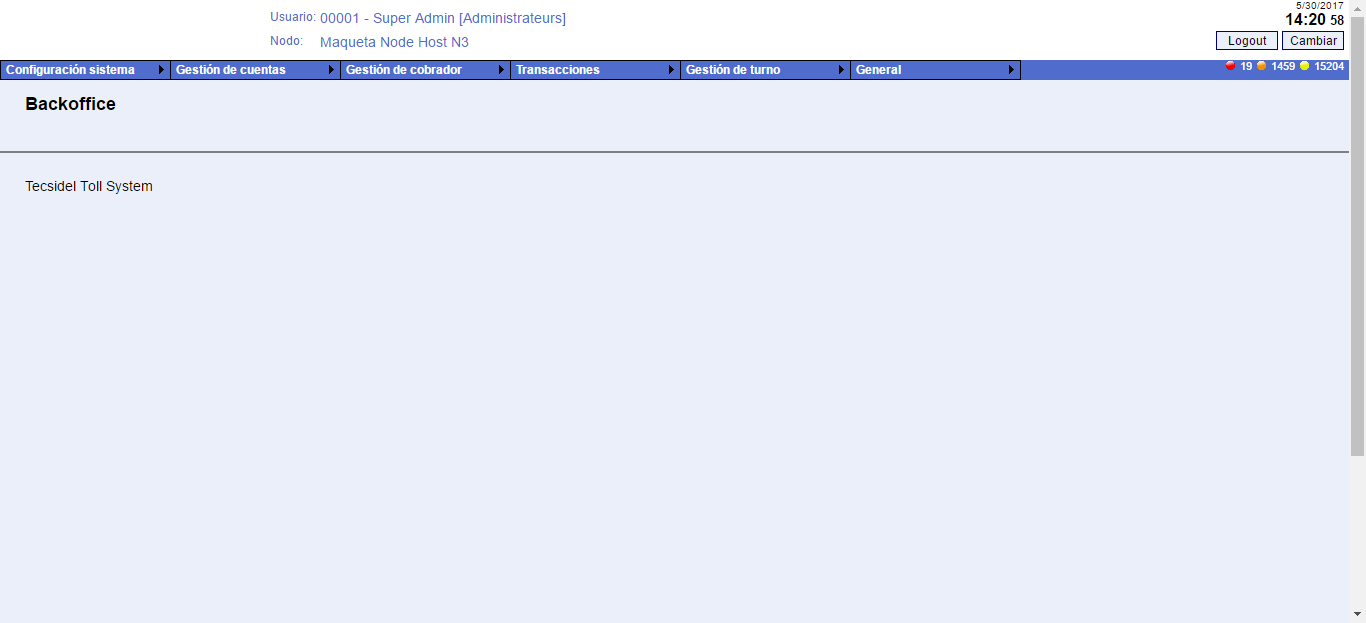 Usuario: 00001 - Super Admin [Administrateurs]
Nodo: Maqueta Node Host N3
5/30/2017
14:20 58
Logout Cambiar
Configuración sistema Gestión de cuentas Gestión de cobrador Transacciones Gestión de turno General 19 1459 15204
Backoffice
Tecsidel Toll System